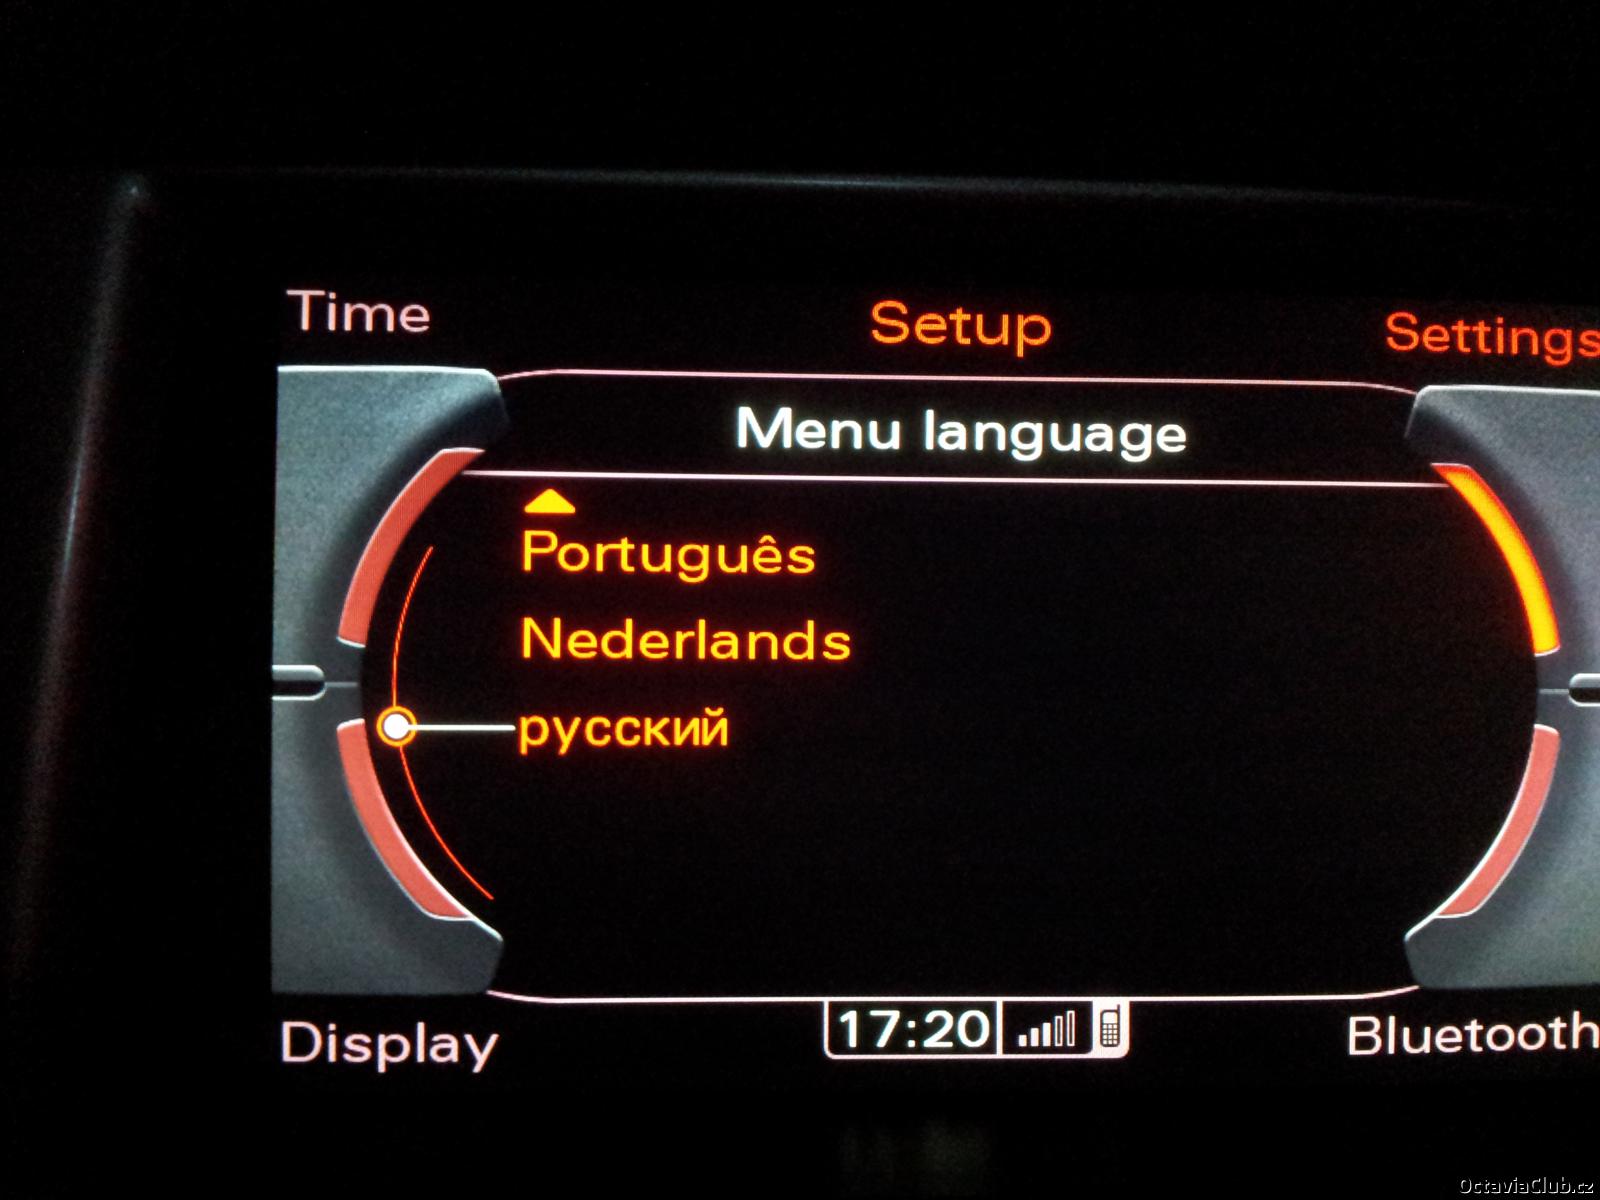 Time
Setup
Settings
Menu language
Português
Nederlands
русский
Display
17:20
Bluetooth
OctaviaClub.cz